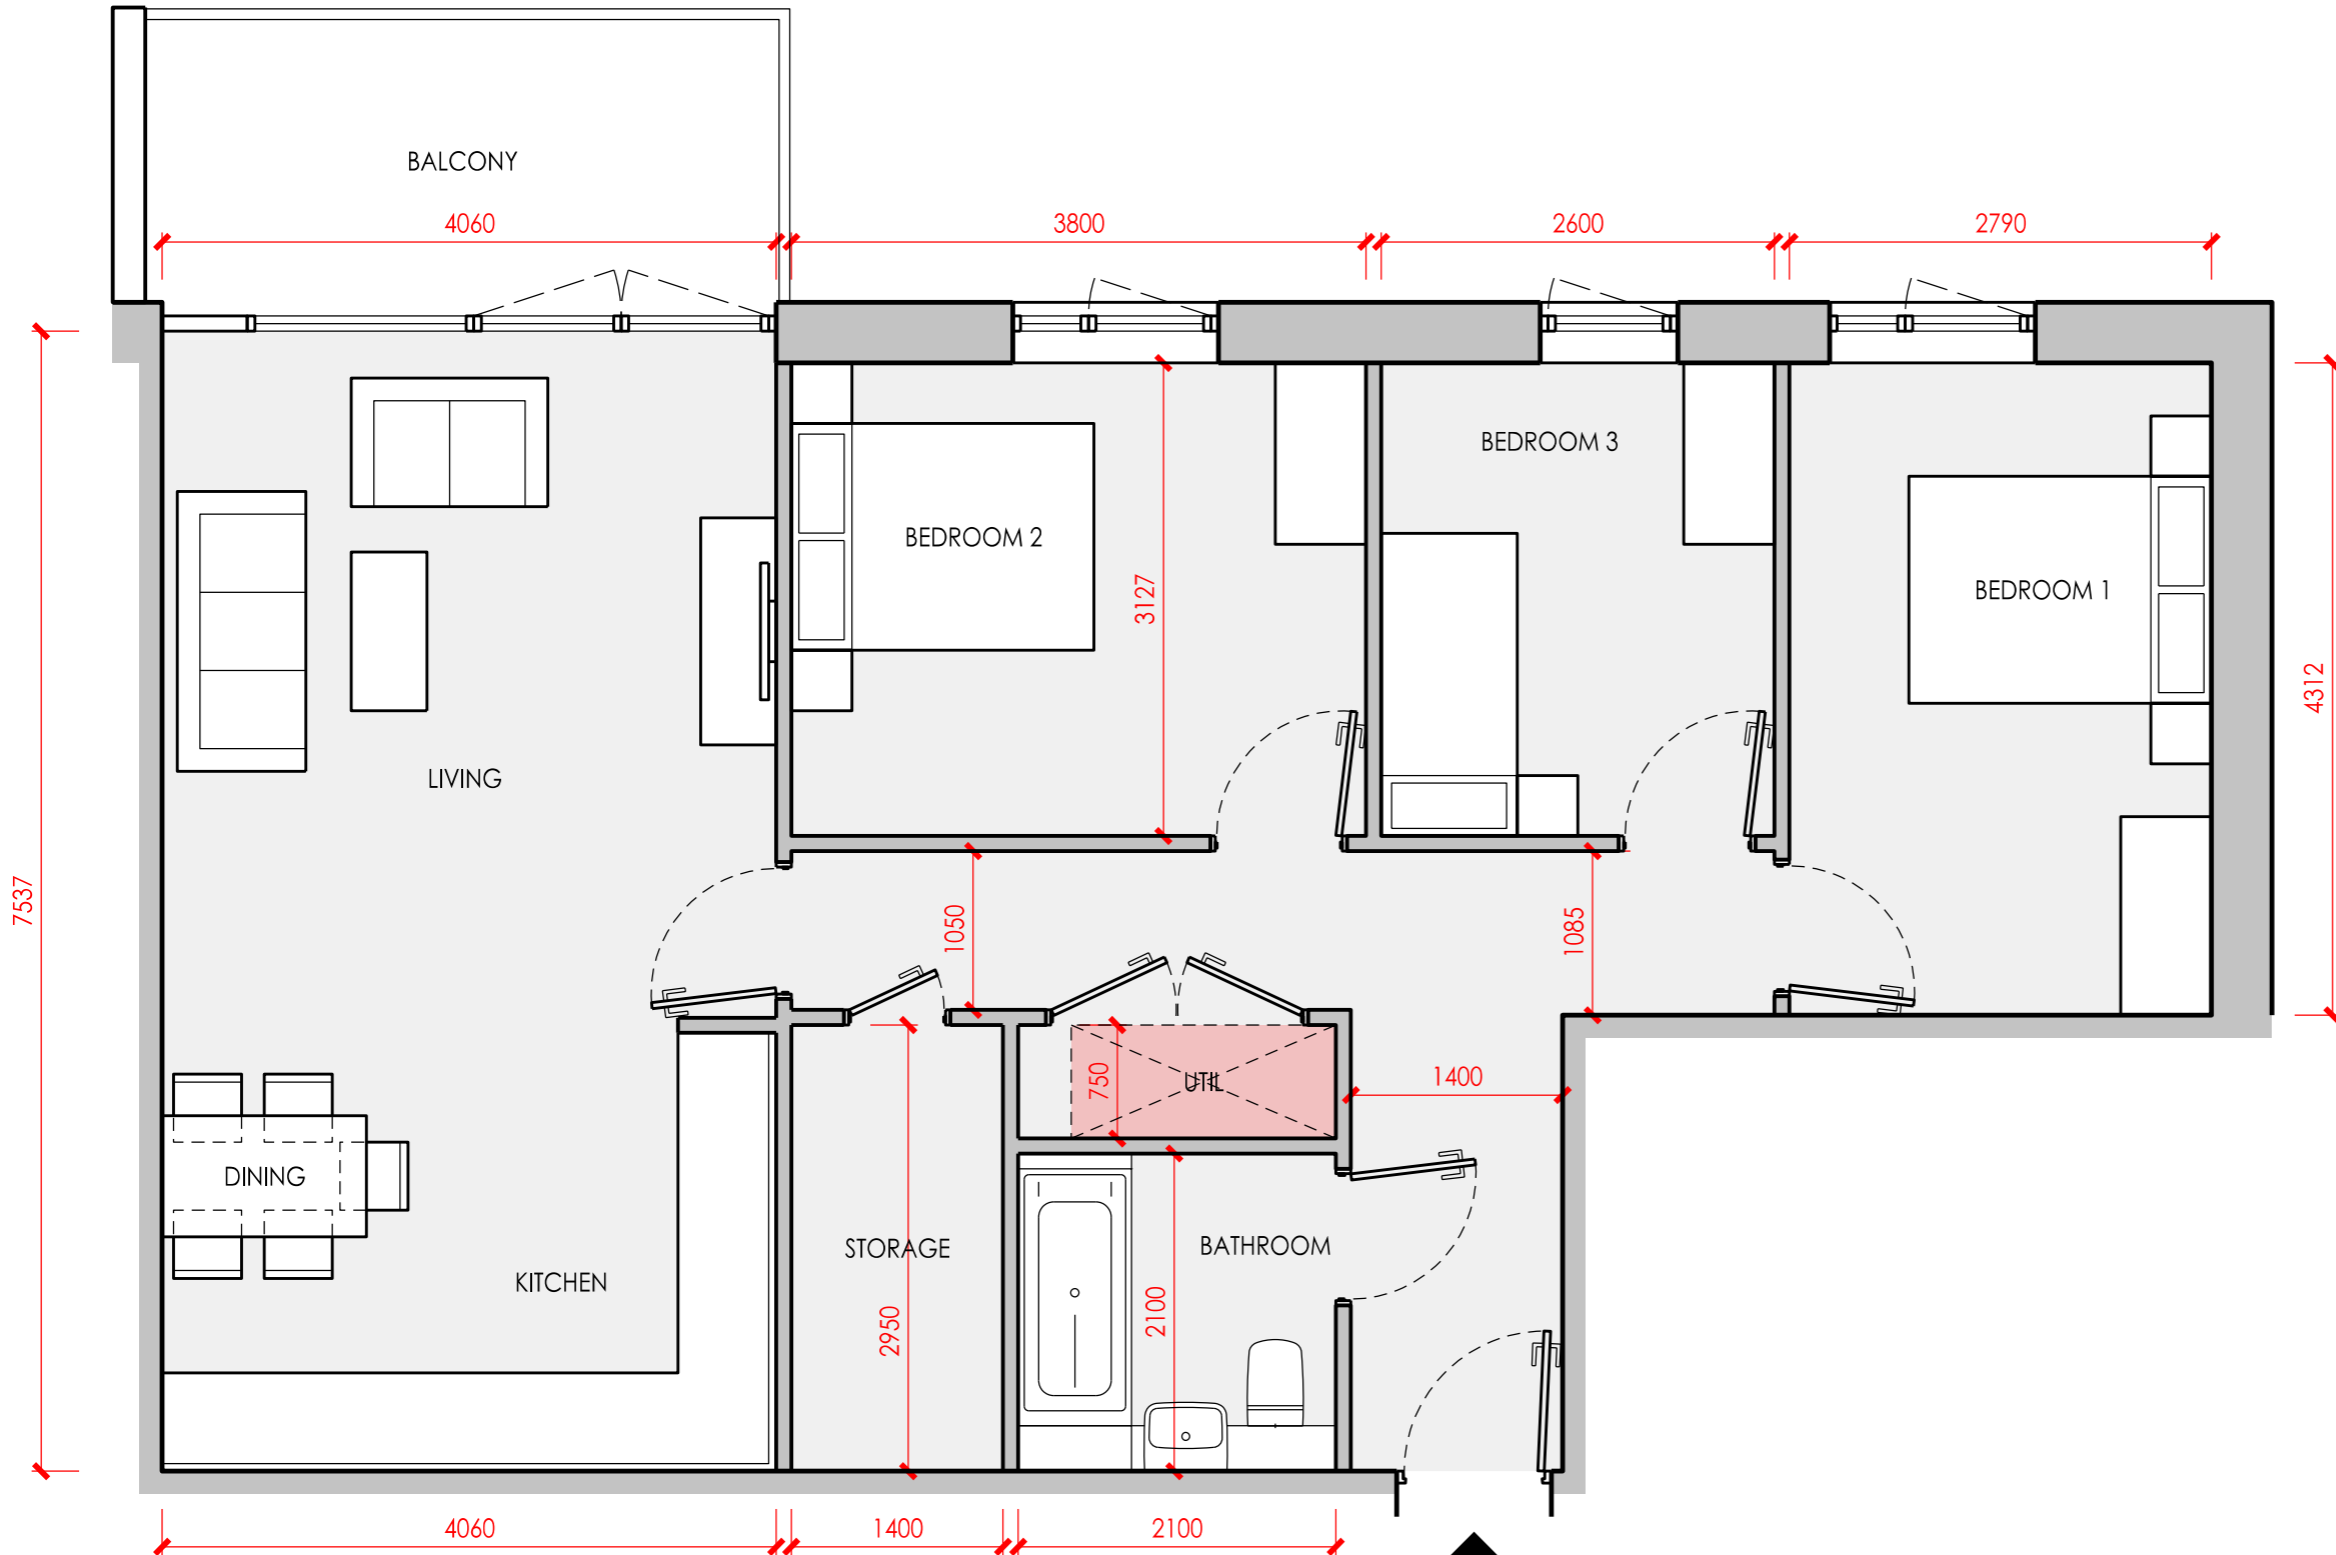 BALCONY
4060
3800
2600
2790
BEDROOM 3
BEDROOM 2
BEDROOM 1
3127
4312
LIVING
7537
1050
1085
750
UTIL
1400
DINING
STORAGE
BATHROOM
KITCHEN
2950
2100
4060
1400
2100